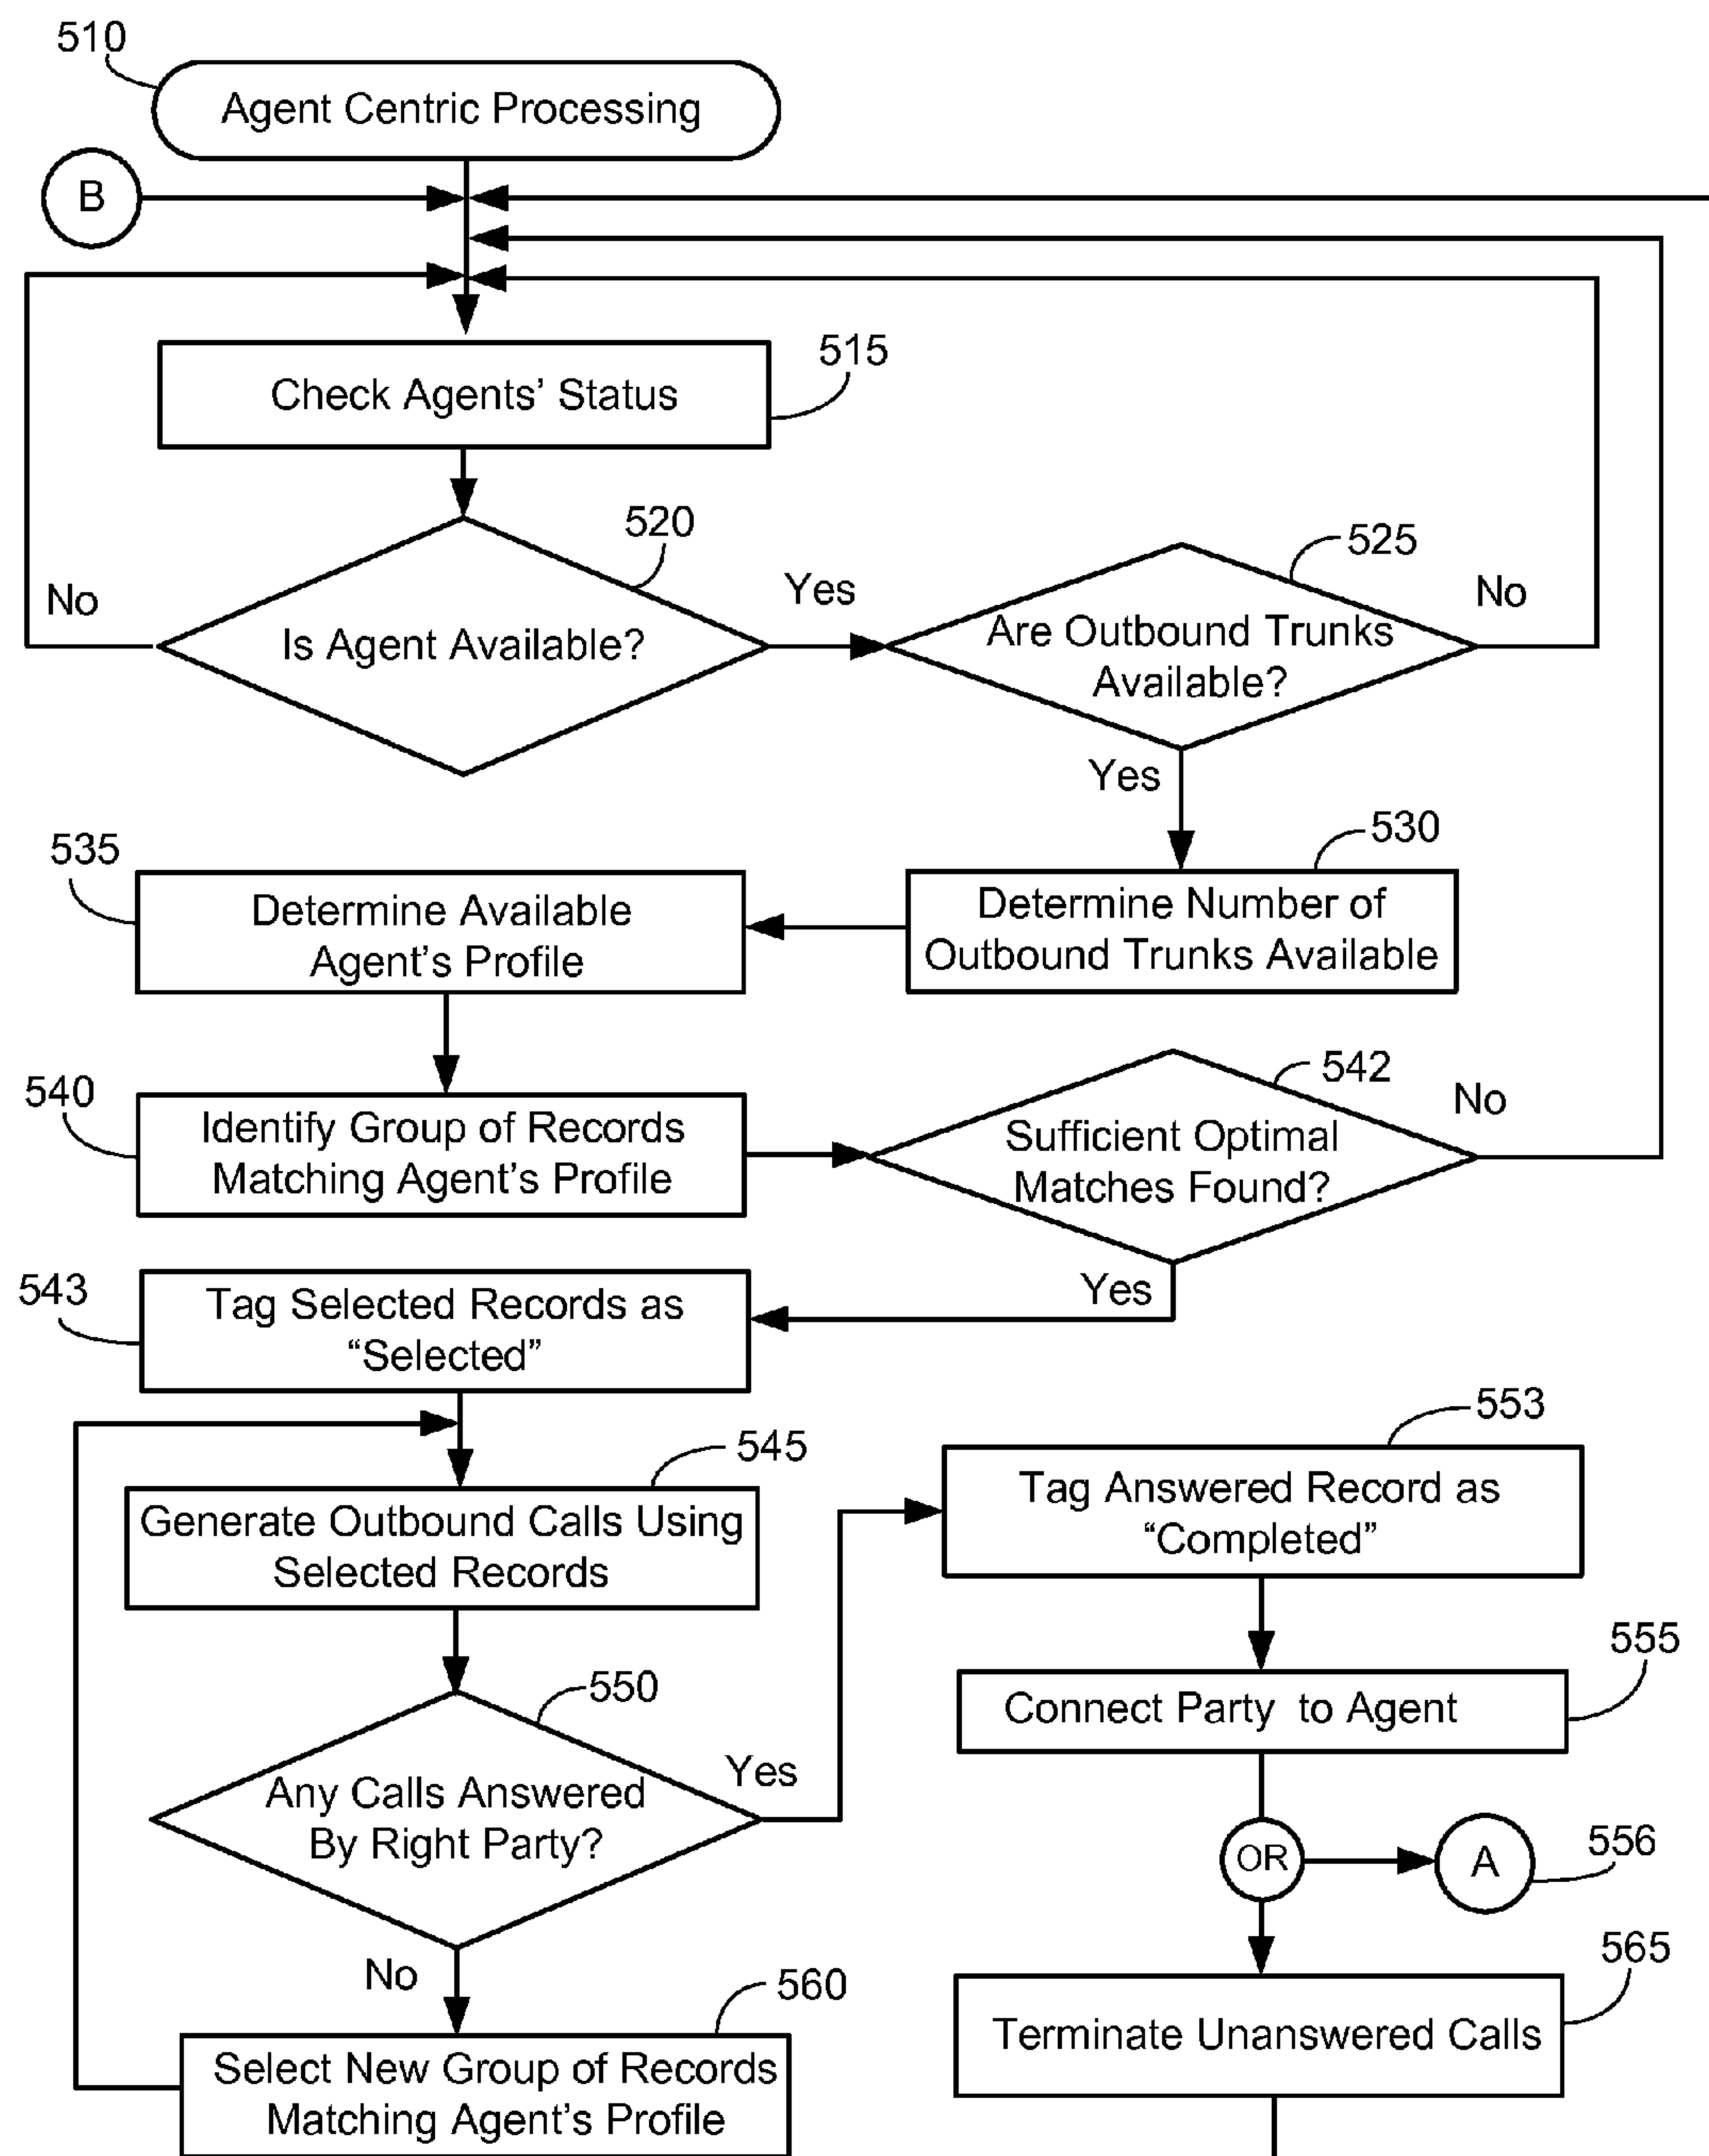 510
Agent Centric Processing
B
Check Agents’ Status
515
520
Is Agent Available?
No
Yes
525
Are Outbound Trunks
Available?
No
Yes
530
Determine Number of
Outbound Trunks Available
535
Determine Available
Agent’s Profile
540
Identify Group of Records
Matching Agent’s Profile
542
Sufficient Optimal
Matches Found?
No
Yes
543
Tag Selected Records as
“Selected”
545
Generate Outbound Calls Using
Selected Records
550
Any Calls Answered
By Right Party?
Yes
No
553
Tag Answered Record as
“Completed”
555
Connect Party to Agent
OR
A
556
560
Select New Group of Records
Matching Agent’s Profile
565
Terminate Unanswered Calls